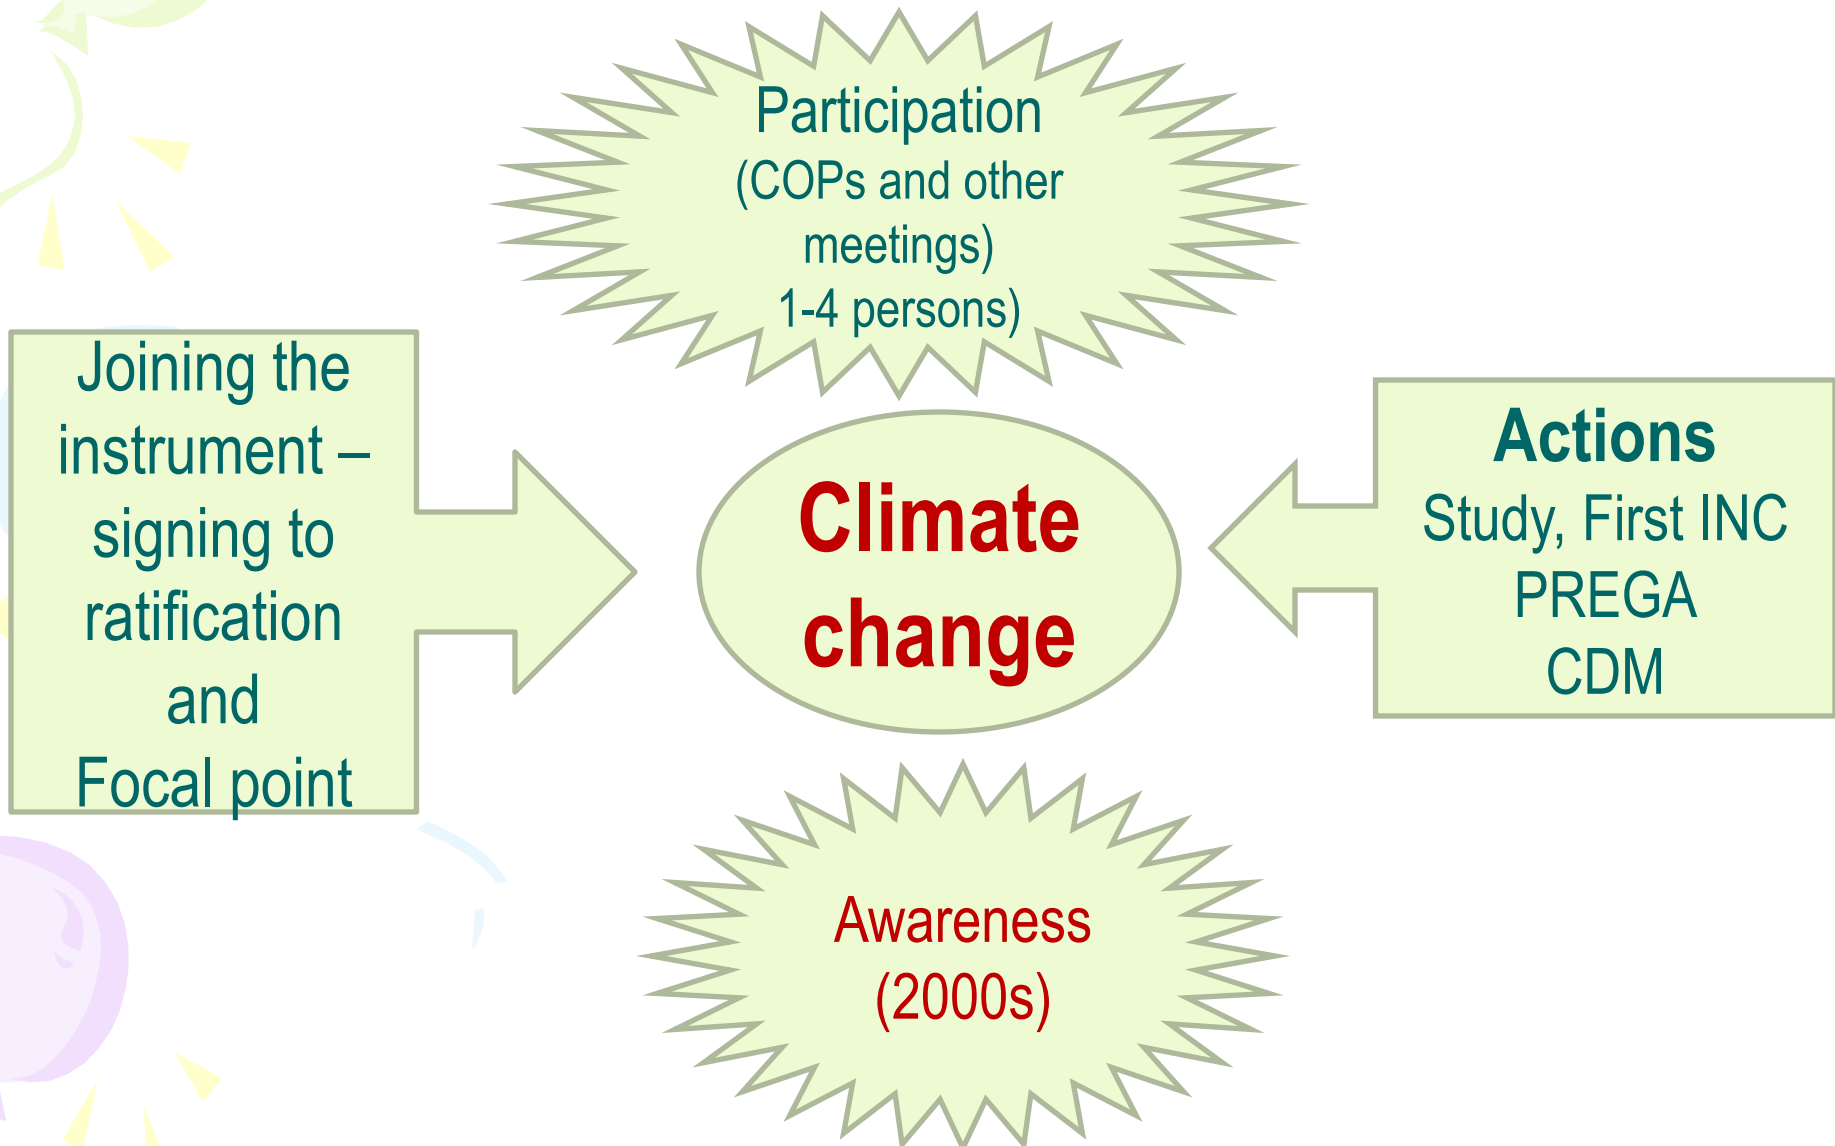 Participation
(COPs and other
meetings)
1-4 persons)
Joining the
instrument –
signing to
ratification
and
Focal point
Climate
change
Actions
Study, First INC
PREGA
CDM
Awareness
(2000s)